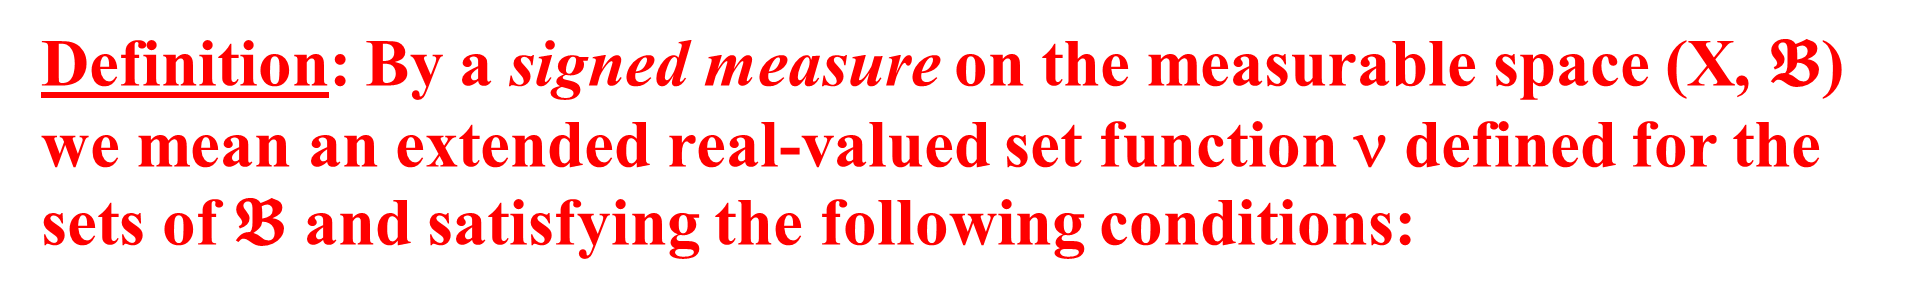 Definition: By a signed measure on the measurable space (X, 𝔅)
we mean an extended real-valued set function ν defined for the
sets of 𝔅 and satisfying the following conditions: